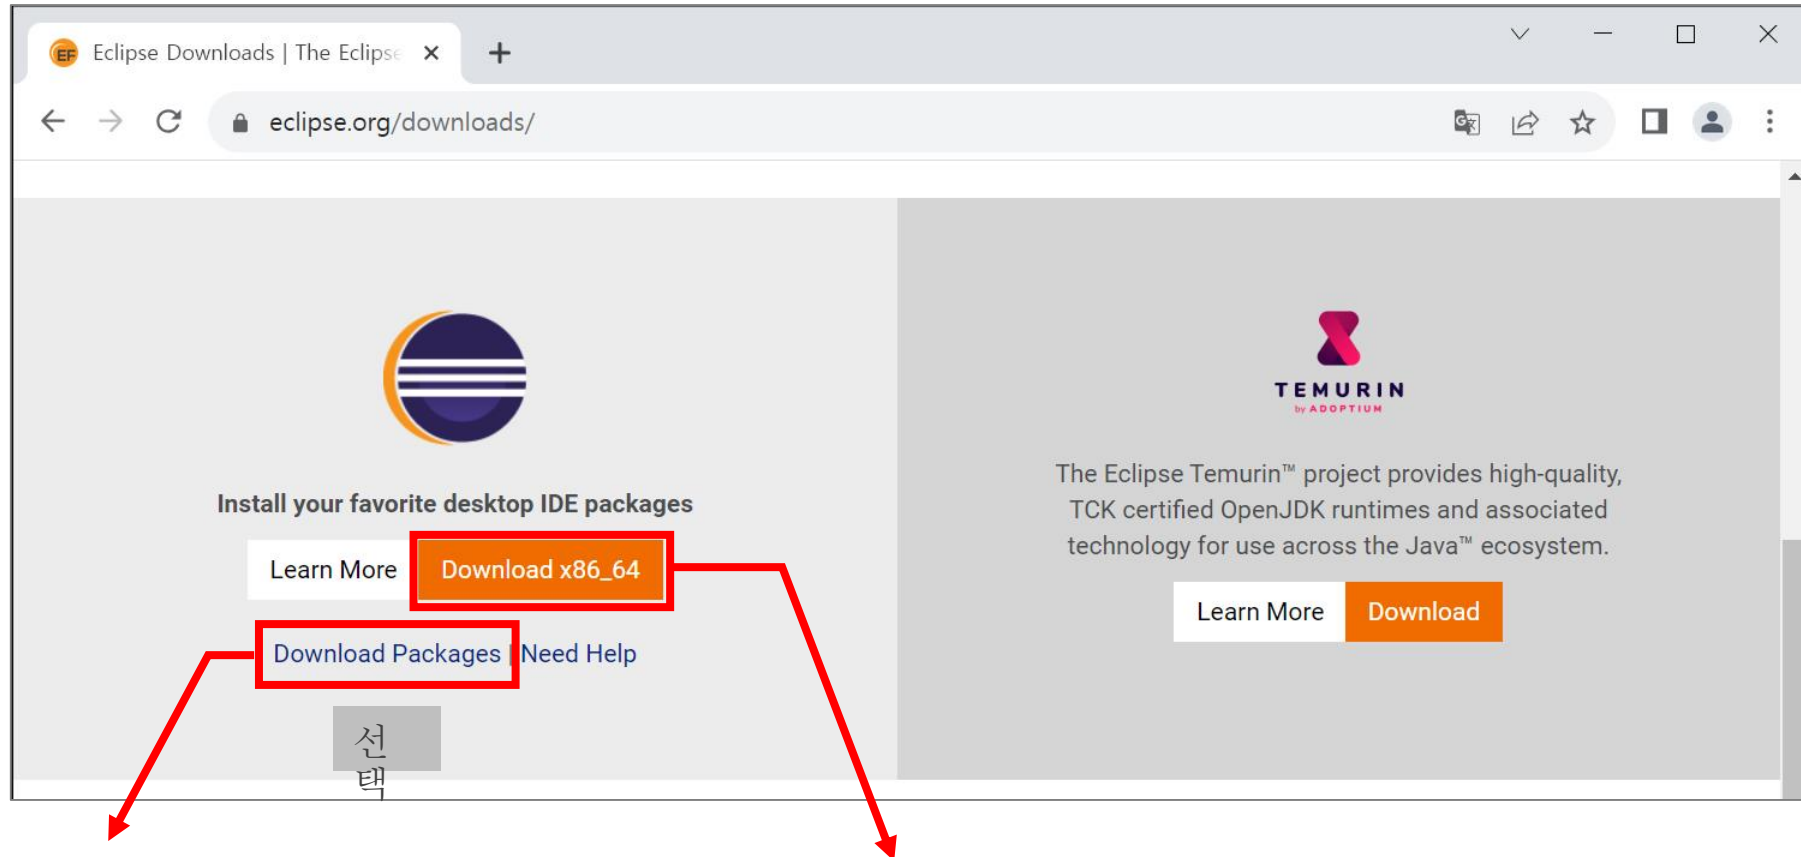 EF Eclipse Downloads | The Eclipse
eclipse.org/downloads/
Install your favorite desktop IDE packages
Learn More Download x86_64
Download Packages | Need Help
선
택
TEMURIN
by ADOPTIUM
The Eclipse Temurin™ project provides high-quality,
TCK certified OpenJDK runtimes and associated
technology for use across the Java™ ecosystem.
Learn More Download